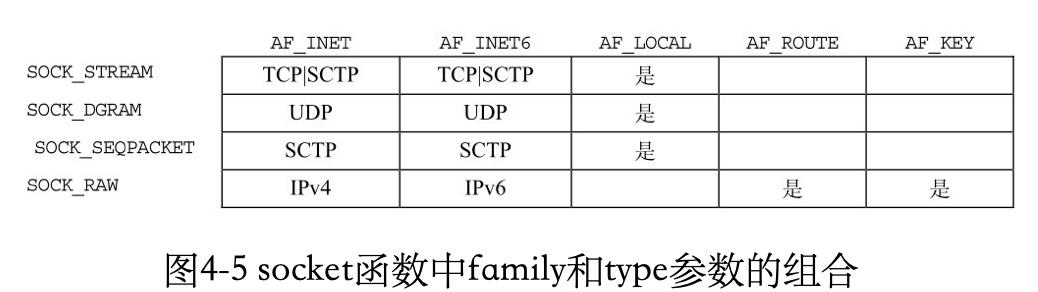 AF_INET AF_INET6 AF_LOCAL AF_ROUTE AF_KEY
SOCK_STREAM TCP|SCTP TCP|SCTP 是
SOCK_DGRAM UDP UDP 是
SOCK_SEQPACKET SCTP SCTP 是
SOCK_RAW IPv4 IPv6 是 是
图4-5 socket函数中family和type参数的组合